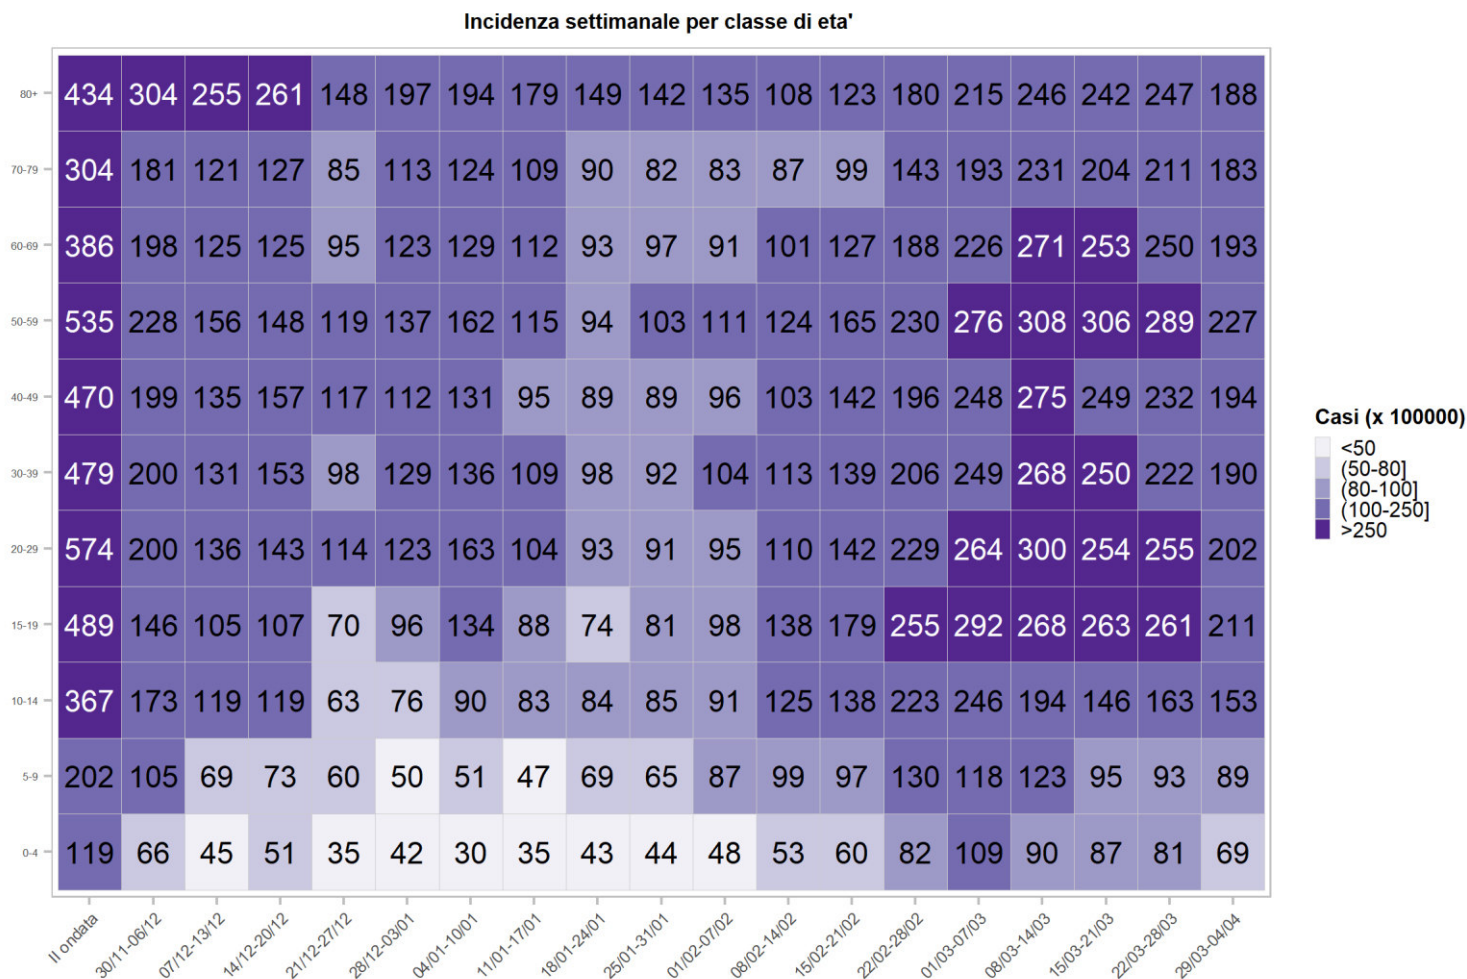 Incidenza settimanale per classe di eta'
80+ 434 304 255 261 148 197 194 179 149 142 135 108 123 180 215 246 242 247 188
70-79 304 181 121 127 85 113 124 109 90 82 83 87 99 143 193 231 204 211 183
60-69 386 198 125 125 95 123 129 112 93 97 91 101 127 188 226 271 253 250 193
50-59 535 228 156 148 119 137 162 115 94 103 111 124 165 230 276 308 306 289 227
40-49 470 199 135 157 117 112 131 95 89 89 96 103 142 196 248 275 249 232 194
30-39 479 200 131 153 98 129 136 109 98 92 104 113 139 206 249 268 250 222 190
20-29 574 200 136 143 114 123 163 104 93 91 95 110 142 229 264 300 254 255 202
15-19 489 146 105 107 70 96 134 88 74 81 98 138 179 255 292 268 263 261 211
10-14 367 173 119 119 63 76 90 83 84 85 91 125 138 223 246 194 146 163 153
5-9 202 105 69 73 60 50 51 47 69 65 87 99 97 130 118 123 95 93 89
0-4 119 66 45 51 35 42 30 35 43 44 48 53 60 82 109 90 87 81 69
II ondata 30/11-06/12 07/12-13/12 14/12-20/12 21/12-27/12 28/12-03/01 04/01-10/01 11/01-17/01 18/01-24/01 25/01-31/01 01/02-07/02 08/02-14/02 15/02-21/02 22/02-28/02 01/03-07/03 08/03-14/03 15/03-21/03 22/03-28/03 29/03-04/04
Casi (x 100000)
<50
(50-80]
(80-100]
(100-250]
>250